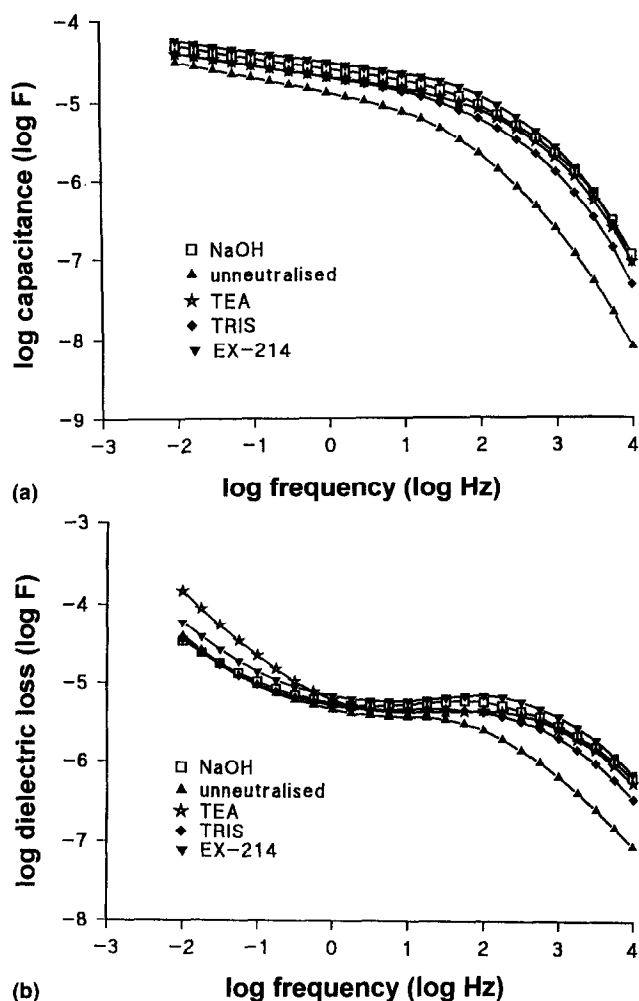 -4
-5
-6
-7
-8
-9
log capacitance (log F)
NaOH
unneutralised
TEA
TRIS
EX-214
-3 -2 -1 0 1 2 3 4
(a)
log frequency (log Hz)
-3
-4
-5
-6
-7
-8
log dielectric loss (log F)
NaOH
unneutralised
TEA
TRIS
EX-214
-3 -2 -1 0 1 2 3 4
(b)
log frequency (log Hz)